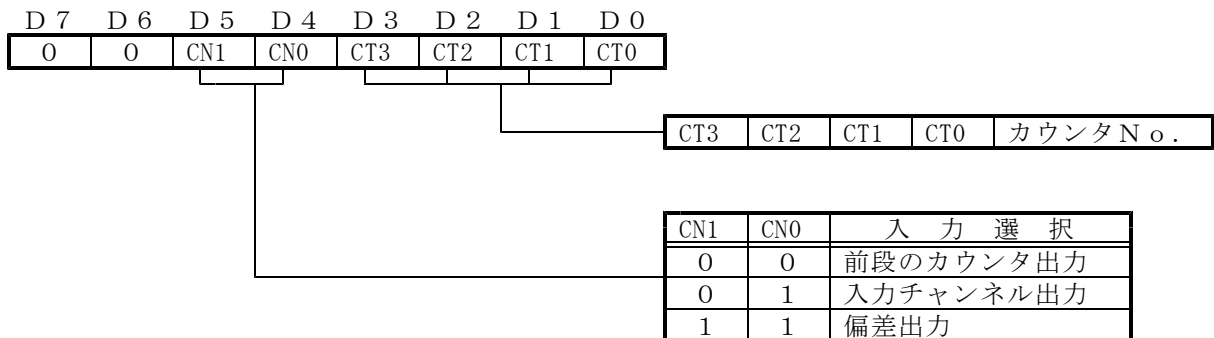 Ｄ７ Ｄ６ Ｄ５ Ｄ４ Ｄ３ Ｄ２ Ｄ１ Ｄ０
０ ０ CN1 CN0 CT3 CT2 CT1 CT0
CT3 CT2 CT1 CT0 カウンタＮｏ．
CN1 CN0 入力選択
０ ０ 前段のカウンタ出力
０ １ 入力チャンネル出力
１ １ 偏差出力